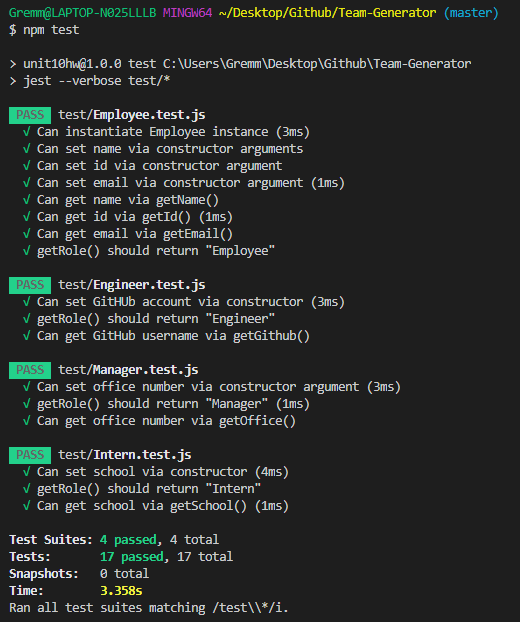 Gremm@LAPTOP-N025LLLB MINGW64 ~/Desktop/Github/Team-Generator (master)
$ npm test
> unit10hw@1.0.0 test C:\Users\Gremm\Desktop\Github\Team-Generator
> jest --verbose test/*
PASS test/Employee.test.js
√ Can instantiate Employee instance (3ms)
√ Can set name via constructor arguments
√ Can set id via constructor argument
√ Can set email via constructor argument (1ms)
√ Can get name via getName()
√ Can get id via getId() (1ms)
√ Can get email via getEmail()
√ getRole() should return "Employee"
PASS test/Engineer.test.js
√ Can set GitHUb account via constructor (3ms)
√ getRole() should return "Engineer"
√ Can get GitHub username via getGithub()
PASS test/Manager.test.js
√ Can set office number via constructor argument (3ms)
√ getRole() should return "Manager" (1ms)
√ Can get office number via getOffice()
PASS test/Intern.test.js
√ Can set school via constructor (4ms)
√ getRole() should return "Intern"
√ Can get school via getSchool() (1ms)
Test Suites: 4 passed, 4 total
Tests: 17 passed, 17 total
Snapshots: 0 total
Time: 3.358s
Ran all test suites matching /test\\*/i.